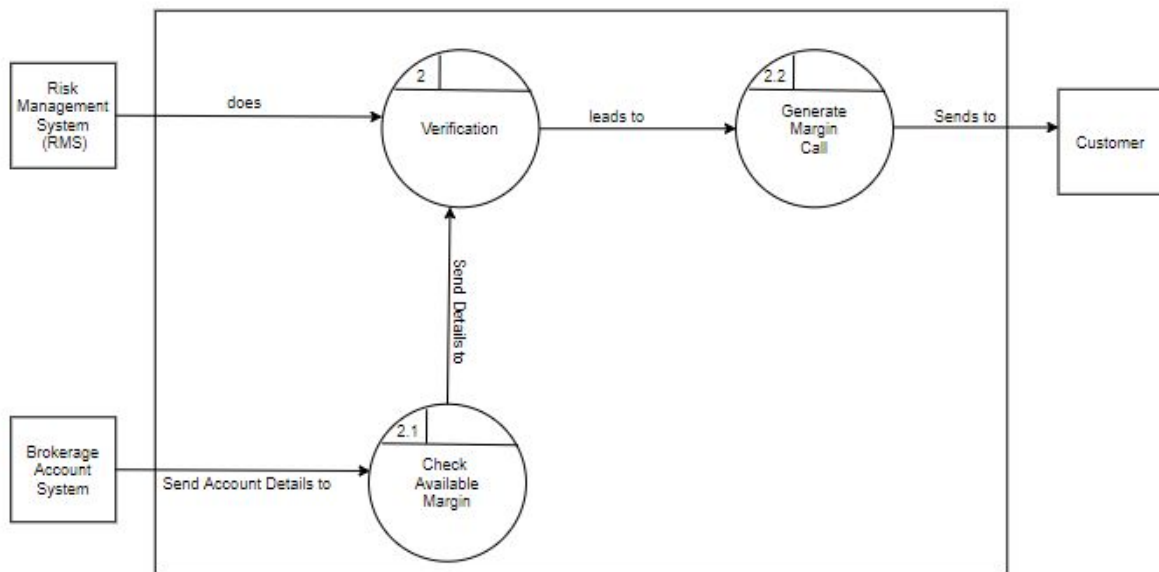 Risk
Management
System
(RMS)
does
2
Verification
leads to
2.2
Generate
Margin
Call
Sends to
Customer
Send Details to
Brokerage
Account
System
Send Account Details to
2.1
Check
Available
Margin